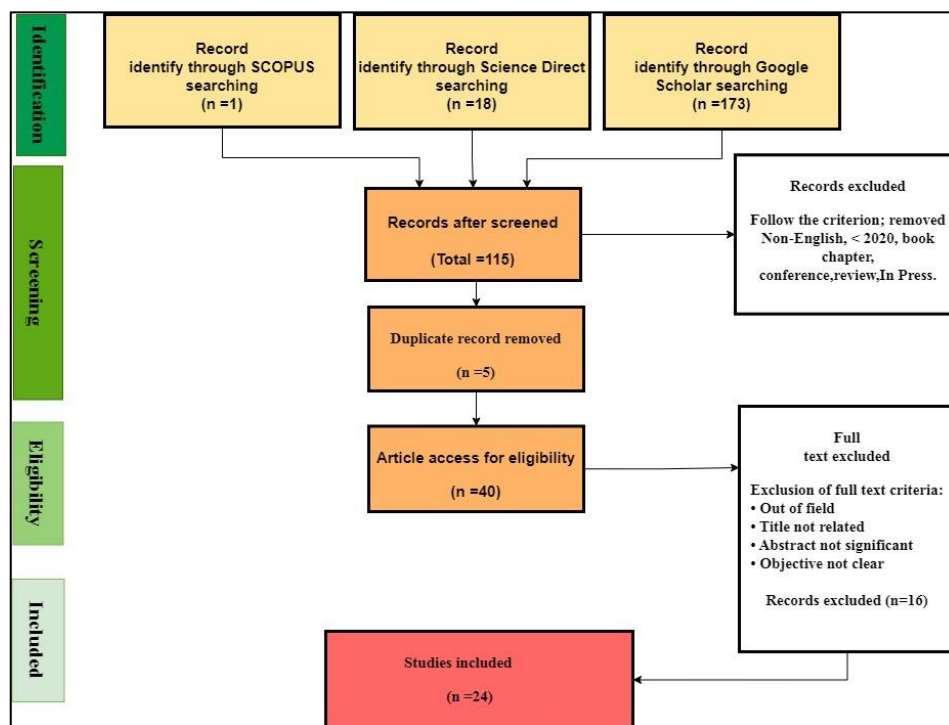 Identification
Record
identify through SCOPUS
searching
(n =1)
Record
identify through Science Direct
searching
(n =18)
Record
identify through Google
Scholar searching
(n =173)
Screening
Records after screened
(Total =115)
Records excluded
Follow the criterion; removed
Non-English, < 2020, book
chapter,
conference,review,In Press.
Duplicate record removed
(n =5)
Eligibility
Article access for eligibility
(n =40)
Full
text excluded
Exclusion of full text criteria:
• Out of field
• Title not related
• Abstract not significant
• Objective not clear
Records excluded (n=16)
Included
Studies included
(n =24)